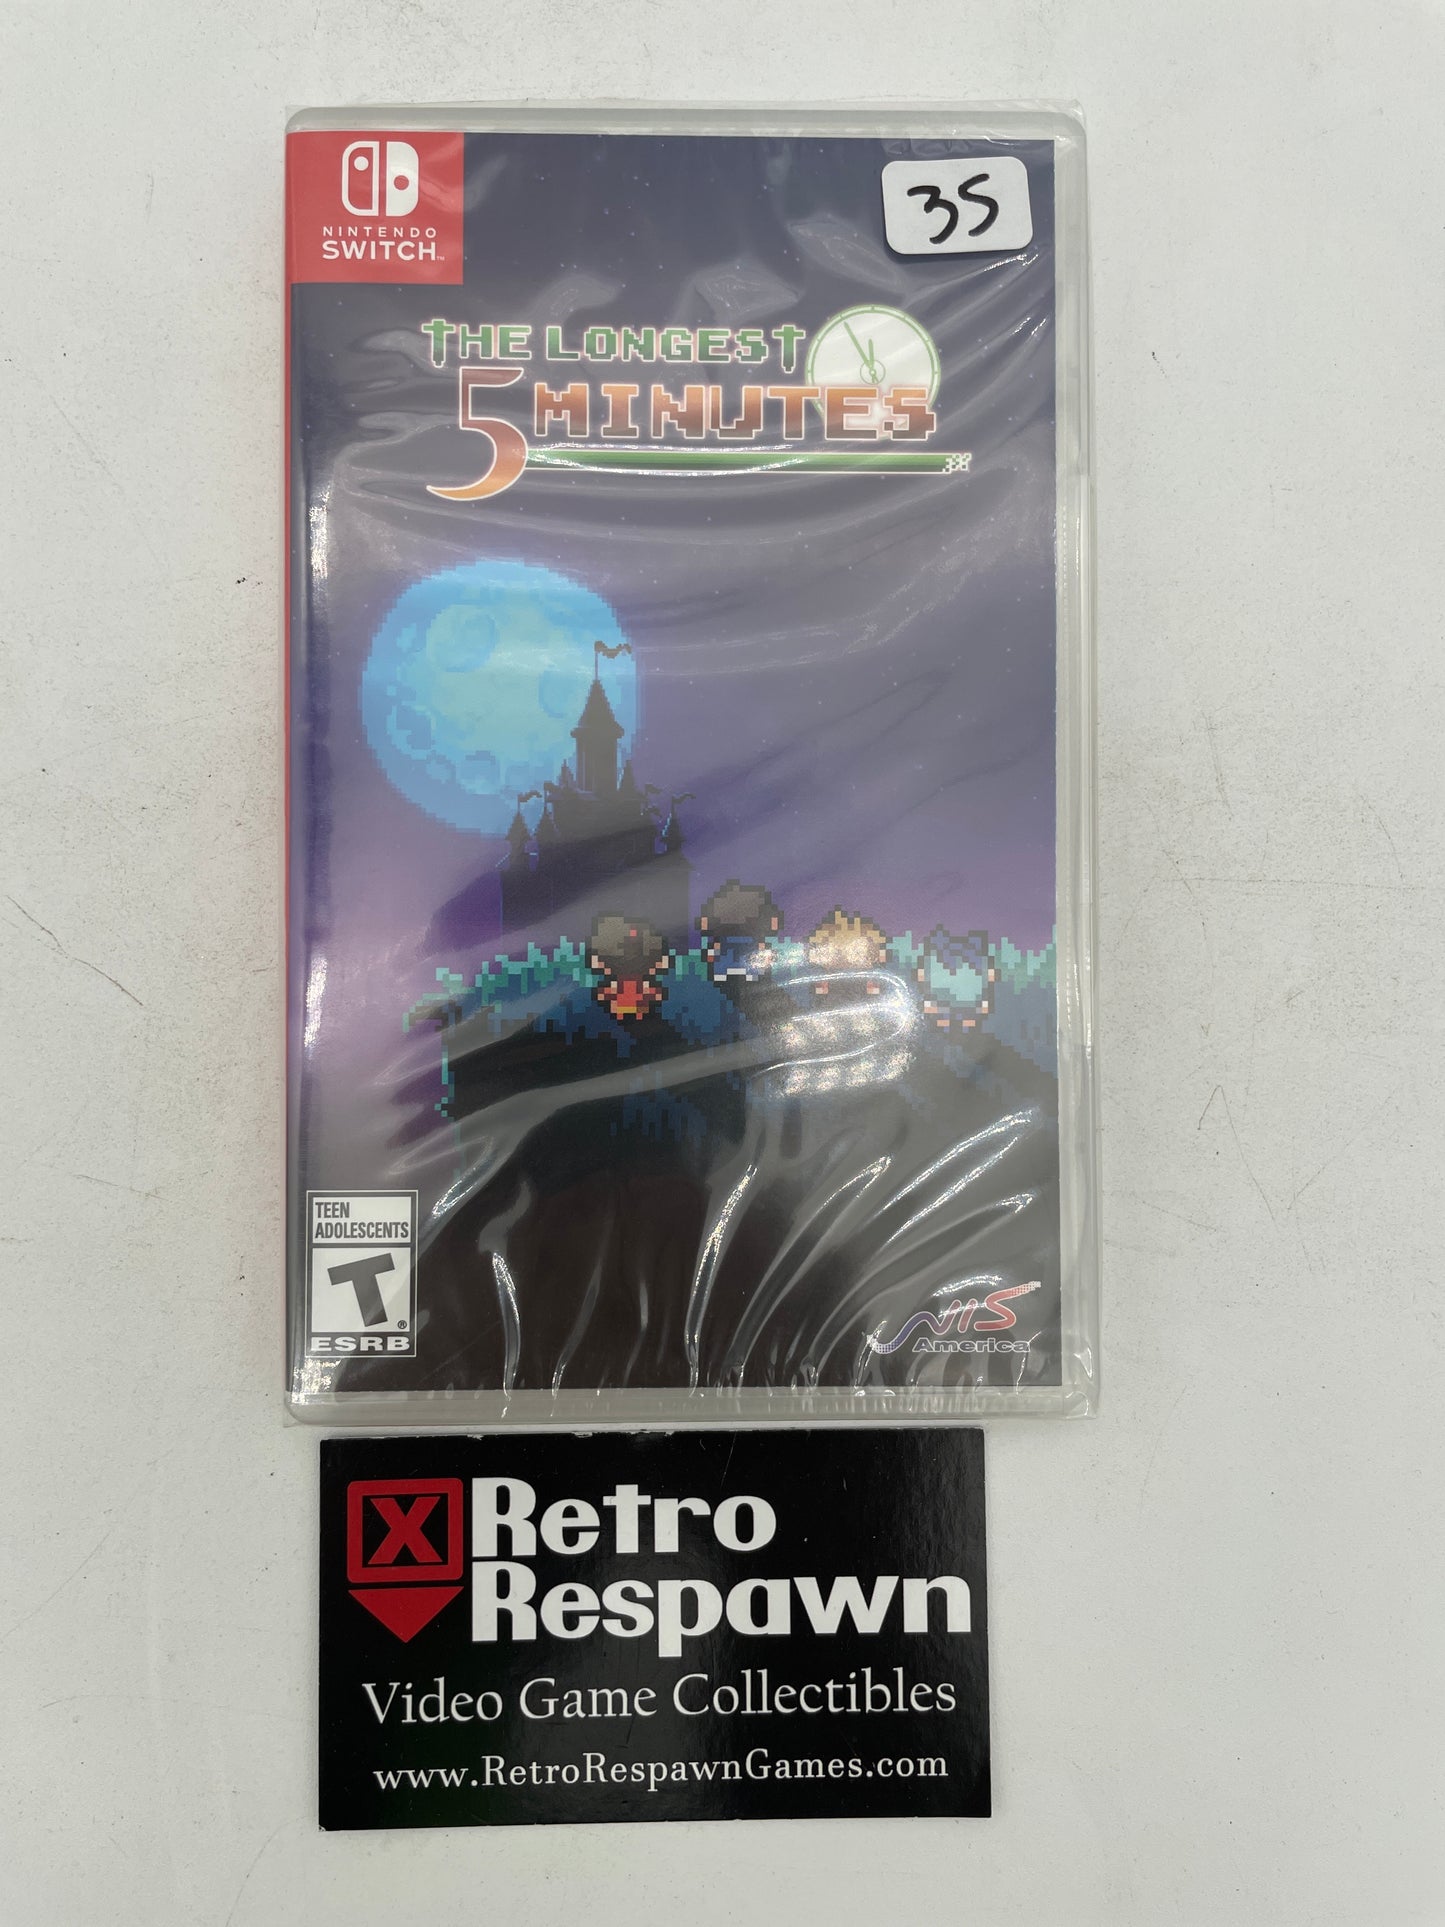 NINTENDO
SWITCH™
35
THE LONGEST
5 MINUTES
TEEN
ADOLESCENTS
T
®
ESRB
NIS
America
X
Retro
Respawn
Video Game Collectibles
www.RetroRespawnGames.com